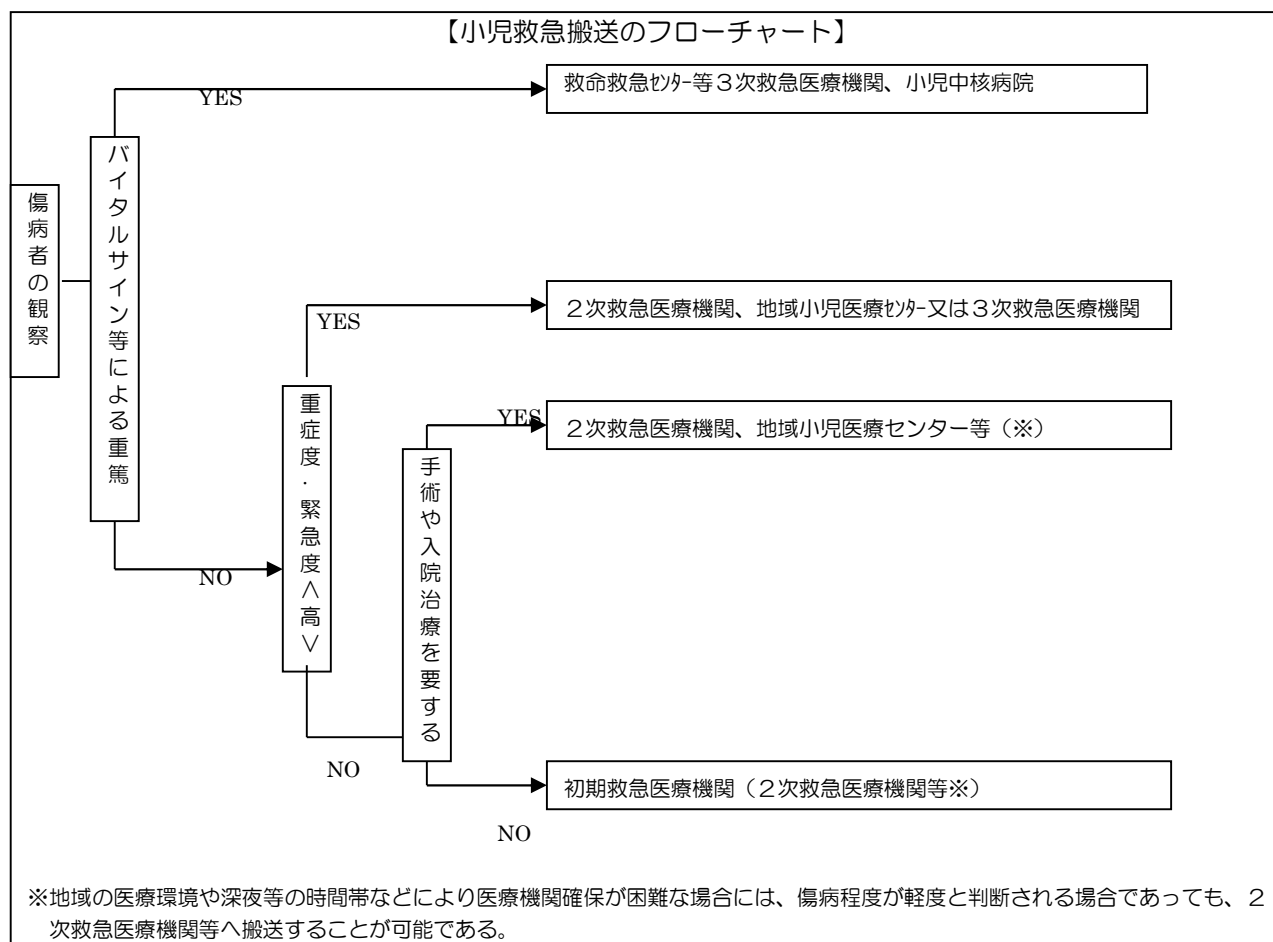 【小児救急搬送のフローチャート】
救命救急ｾﾝﾀｰ等３次救急医療機関、小児中核病院
YES
バイタルサイン等による重篤
傷病者の観察
２次救急医療機関、地域小児医療ｾﾝﾀｰ又は３次救急医療機関
YES
重症度・緊急度＜高＞
YES
２次救急医療機関、地域小児医療センター等（※）
手術や入院治療を要する
NO
NO
初期救急医療機関（２次救急医療機関等※）
NO
※地域の医療環境や深夜等の時間帯などにより医療機関確保が困難な場合には、傷病程度が軽度と判断される場合であっても、２
次救急医療機関等へ搬送することが可能である。